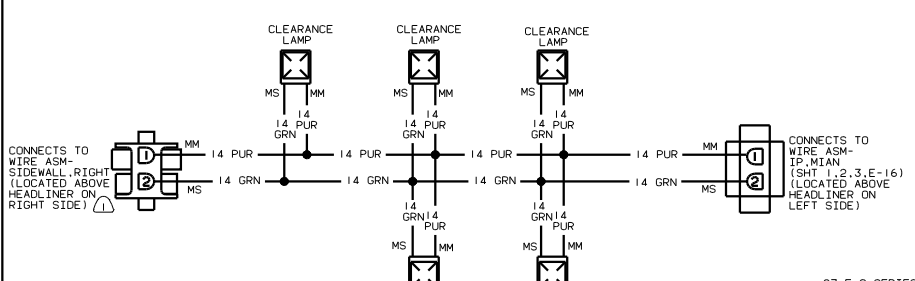 CLEARANCE
LAMP
CLEARANCE
LAMP
CLEARANCE
LAMP
MS MM
MS MM
MS MM
14
PUR
14
GRN
14
PUR
14
GRN
14
PUR
14
GRN
CONNECTS TO
WIRE ASM-
SIDEWALL,RIGHT
(LOCATED ABOVE
HEADLINER ON
RIGHT SIDE) 1
1
2
MM
MS
14 PUR
14 PUR
14 PUR
14 PUR
14 GRN
14 GRN
14 GRN
14 GRN
MM
MS
1
2
CONNECTS TO
WIRE ASM-
IP,MIAN
(SHT 1,2,3,E-16)
(LOCATED ABOVE
HEADLINER ON
LEFT SIDE)
14
GRN
14
PUR
14
GRN
14
PUR
MS MM
MS MM